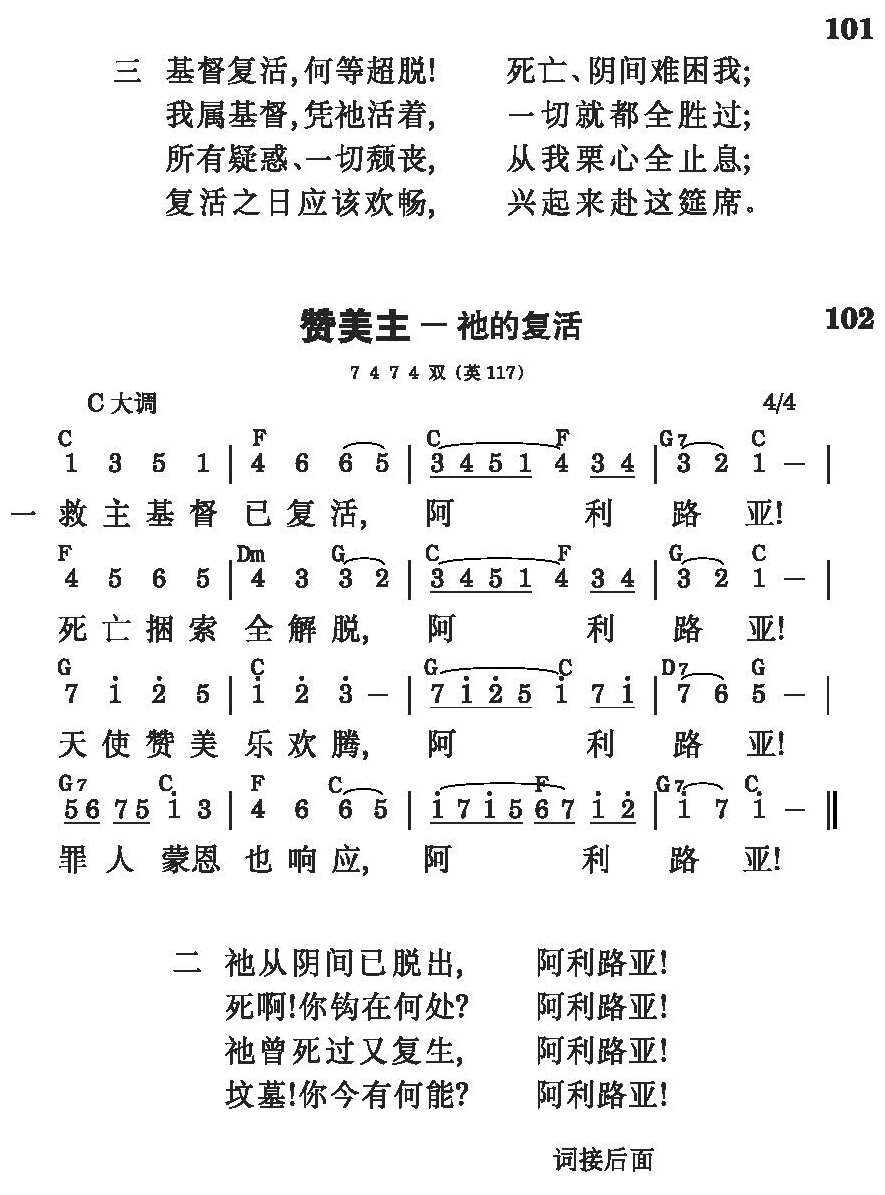 101
三 基督复活,何等超脱! 死亡、阴间难困我;
我属基督,凭祂活着, 一切就都全胜过;
所有疑惑、一切颓丧, 从我栗心全止息;
复活之日应该欢畅, 兴起来赴这筵席。
赞美主 — 祂的复活 102
7 4 7 4 双 (英117)
C大调 4/4
C F C F G7 C
1 3 5 1 | 4 6 6 5 | 3 4 5 1 4 3 4 | 3 2 1 — |
一 救主基督 已复活, 阿 利 路 亚!
F Dm G C F G C
4 5 6 5 | 4 3 3 2 | 3 4 5 1 4 3 4 | 3 2 1 — |
死亡捆索 全解脱, 阿 利 路 亚!
G C G C D7 G
7 1̇ 2̇ 5 | 1̇ 2̇ 3̇ — | 7 1̇ 2̇ 5 1̇ 7 1̇ | 7 6 5 — |
天使赞美 乐欢腾, 阿 利 路 亚!
G7 C F C F G7 C
5 6 7 5 1̇ 3 | 4 6 6 5 | 1̇ 7 1̇ 5 6 7 1̇ 2̇ | 1̇ 7 1̇ — ‖
罪人蒙恩 也响应, 阿 利 路 亚!
二 祂从阴间已脱出, 阿利路亚!
死啊!你钩在何处? 阿利路亚!
祂曾死过又复生, 阿利路亚!
坟墓!你今有何能? 阿利路亚!
词接后面